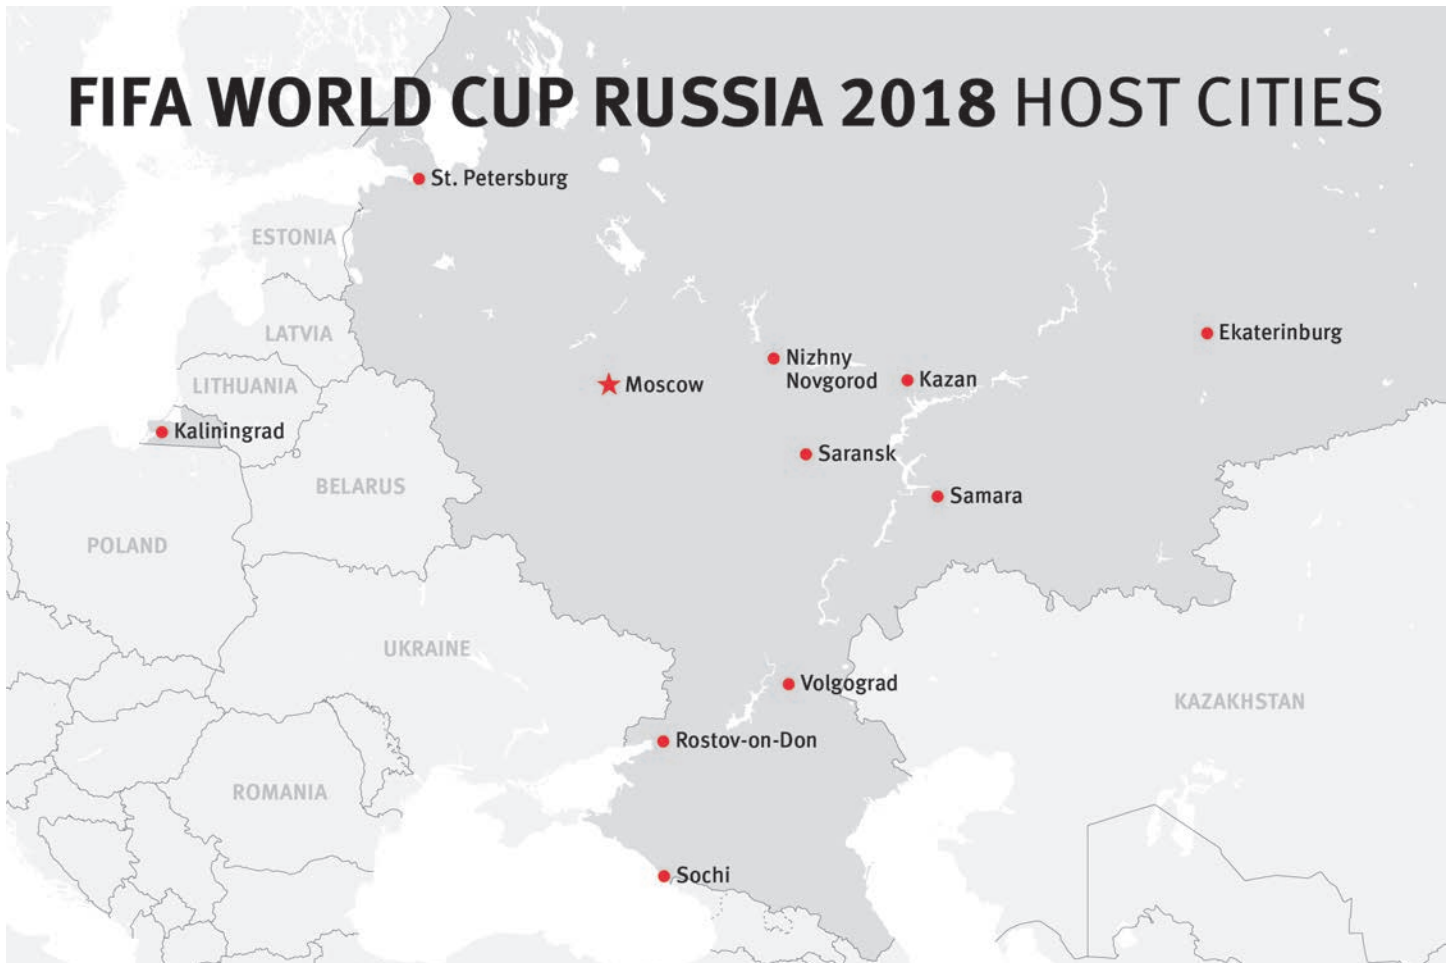 FIFA WORLD CUP RUSSIA 2018 HOST CITIES
St. Petersburg
ESTONIA
LATVIA
Ekaterinburg
Nizhny
Novgorod
Kazan
Moscow
LITHUANIA
Kaliningrad
Saransk
BELARUS
Samara
POLAND
UKRAINE
Volgograd
KAZAKHSTAN
Rostov-on-Don
ROMANIA
Sochi